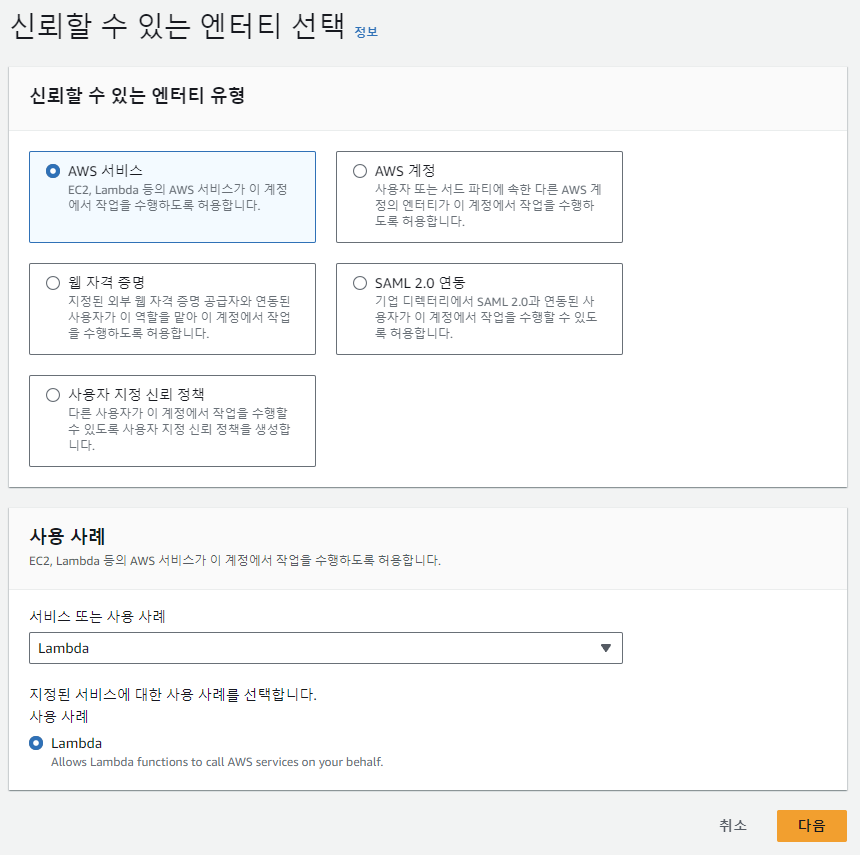 신뢰할 수 있는 엔터티 선택 정보
신뢰할 수 있는 엔터티 유형
AWS 서비스
EC2, Lambda 등의 AWS 서비스가 이 계정
에서 작업을 수행하도록 허용합니다.
AWS 계정
사용자 또는 서드 파티에 속한 다른 AWS 계
정의 엔터티가 이 계정에서 작업을 수행하
도록 허용합니다.
웹 자격 증명
지정된 외부 웹 자격 증명 공급자와 연동된
사용자가 이 역할을 맡아 이 계정에서 작업
을 수행하도록 허용합니다.
SAML 2.0 연동
기업 디렉터리에서 SAML 2.0과 연동된 사
용자가 이 계정에서 작업을 수행할 수 있도
록 허용합니다.
사용자 지정 신뢰 정책
다른 사용자가 이 계정에서 작업을 수행할
수 있도록 사용자 지정 신뢰 정책을 생성합
니다.
사용 사례
EC2, Lambda 등의 AWS 서비스가 이 계정에서 작업을 수행하도록 허용합니다.
서비스 또는 사용 사례
Lambda
지정된 서비스에 대한 사용 사례를 선택합니다.
사용 사례
Lambda
Allows Lambda functions to call AWS services on your behalf.
취소
다음